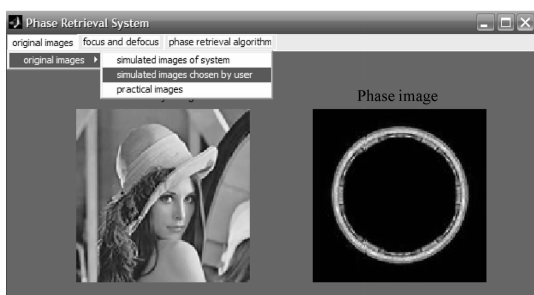 Phase Retrieval System
original images focus and defocus phase retrieval algorithm
original images simulated images of system
simulated images chosen by user
practical images
Phase image